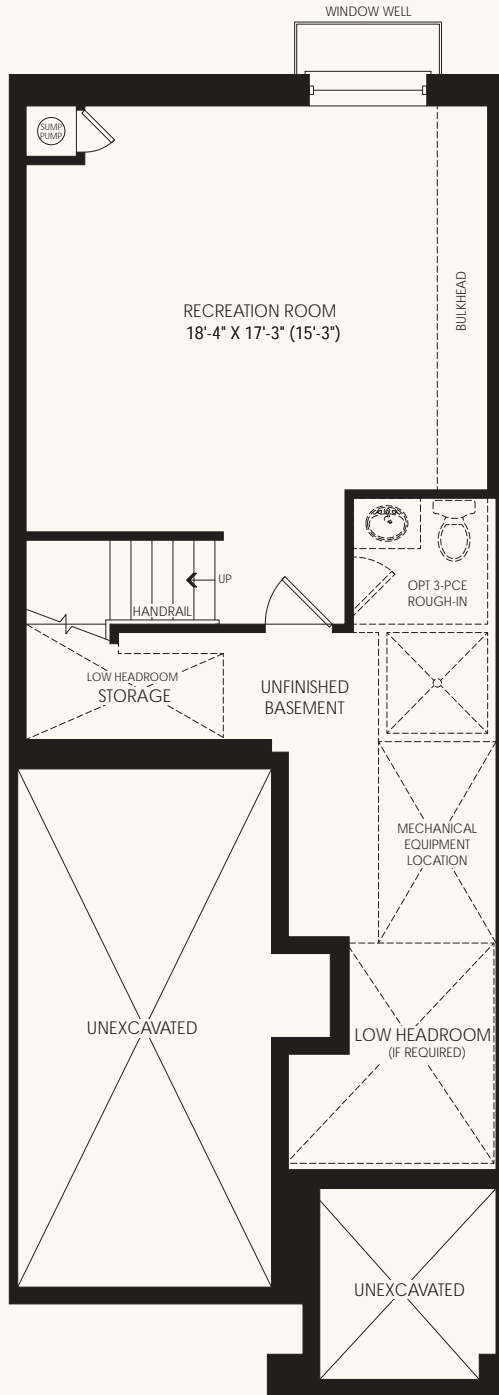 WINDOW WELL
SUMP
PUMP
RECREATION ROOM
18'-4" X 17'-3" (15'-3")
BULKHEAD
OPT 3-PCE
ROUGH-IN
UP
HANDRAIL
LOW HEADROOM
STORAGE
UNFINISHED
BASEMENT
MECHANICAL
EQUIPMENT
LOCATION
UNEXCAVATED
LOW HEADROOM
(IF REQUIRED)
UNEXCAVATED